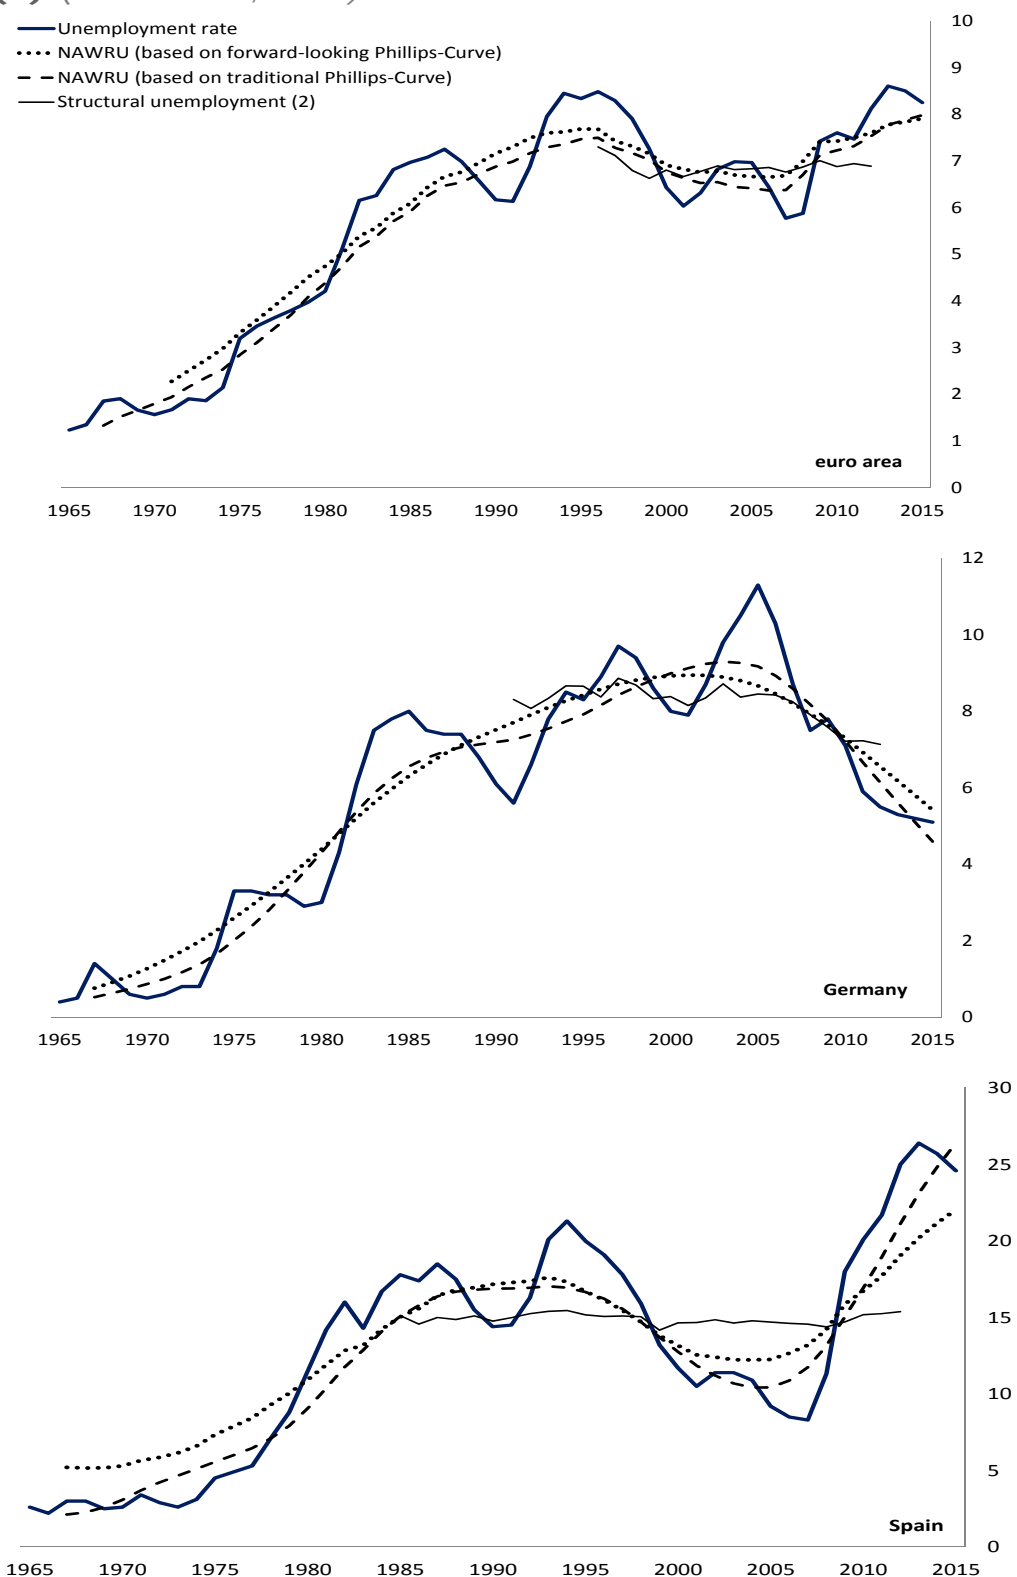 Unemployment rate
NAWRU (based on forward-looking Phillips-Curve)
NAWRU (based on traditional Phillips-Curve)
Structural unemployment (2)
10
9
8
7
6
5
4
3
2
1
0
euro area
1965 1970 1975 1980 1985 1990 1995 2000 2005 2010 2015
12
10
8
6
4
2
0
Germany
1965 1970 1975 1980 1985 1990 1995 2000 2005 2010 2015
30
25
20
15
10
5
0
Spain
1965 1970 1975 1980 1985 1990 1995 2000 2005 2010 2015